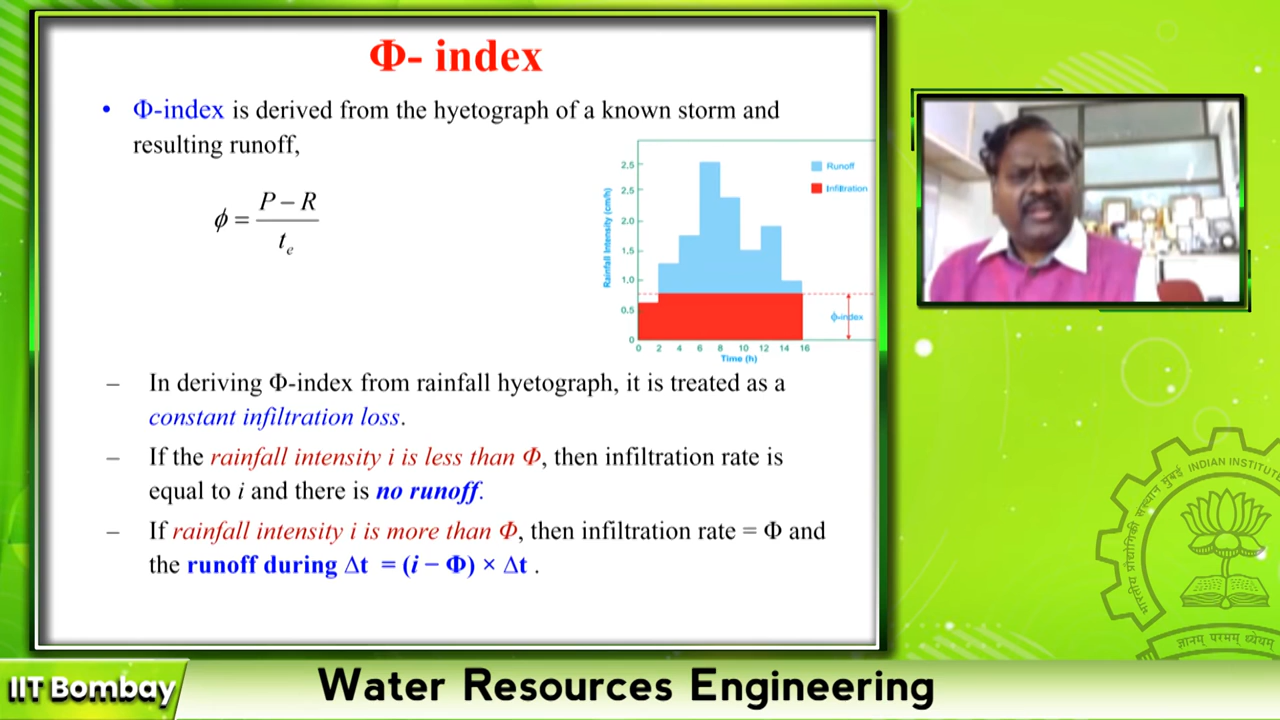 Φ- index
• Φ-index is derived from the hyetograph of a known storm and
resulting runoff,
ϕ = P − R / t_e
2.5
2.5
2.0
1.5
1.0
0.5
0
Rainfall Intensity (cm/h)
Runoff
Infiltration
ϕ-index
0 2 4 6 8 10 12 14 16
Time (h)
– In deriving Φ-index from rainfall hyetograph, it is treated as a
constant infiltration loss.
– If the rainfall intensity i is less than Φ, then infiltration rate is
equal to i and there is no runoff.
– If rainfall intensity i is more than Φ, then infiltration rate = Φ and
the runoff during Δt = (i − Φ) × Δt .
INDIAN INSTITUTE
भारतीय प्रौद्योगिकी संस्थान मुंबई
ज्ञानम् परमम् ध्येयम्
IIT Bombay
Water Resources Engineering